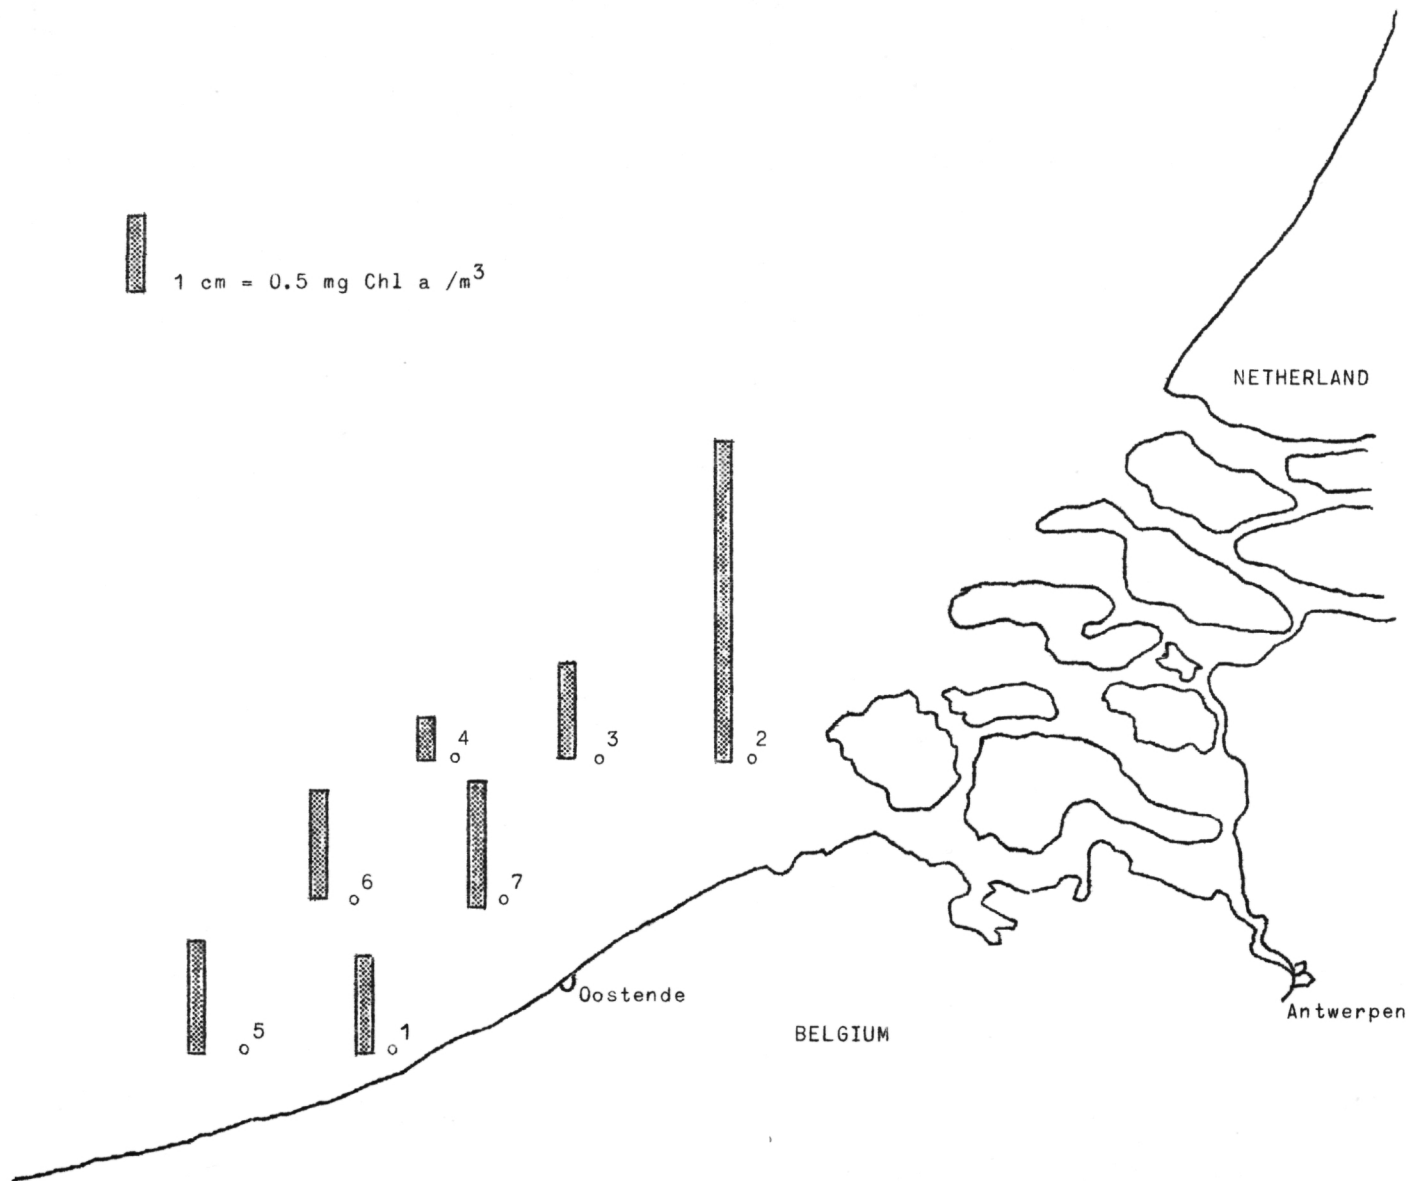 1 cm = 0.5 mg Chl a /m³
NETHERLAND
4
3
2
6
7
5
1
Oostende
BELGIUM
Antwerpen